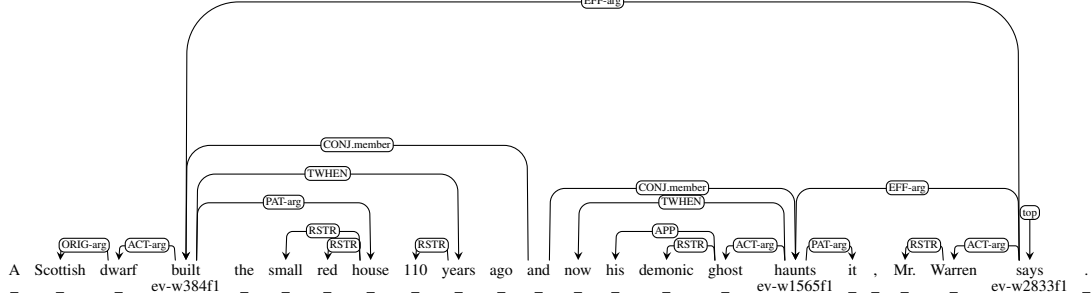 EFF-arg
CONJ.member
TWHEN
PAT-arg
CONJ.member
EFF-arg
TWHEN
top
RSTR
APP
ORIG-arg ACT-arg RSTR RSTR RSTR ACT-arg PAT-arg RSTR ACT-arg
A Scottish dwarf built the small red house 110 years ago and now his demonic ghost haunts it , Mr. Warren says .
_ _ _ ev-w384f1 _ _ _ _ _ _ _ _ _ _ _ _ ev-w1565f1 _ _ _ _ ev-w2833f1 _